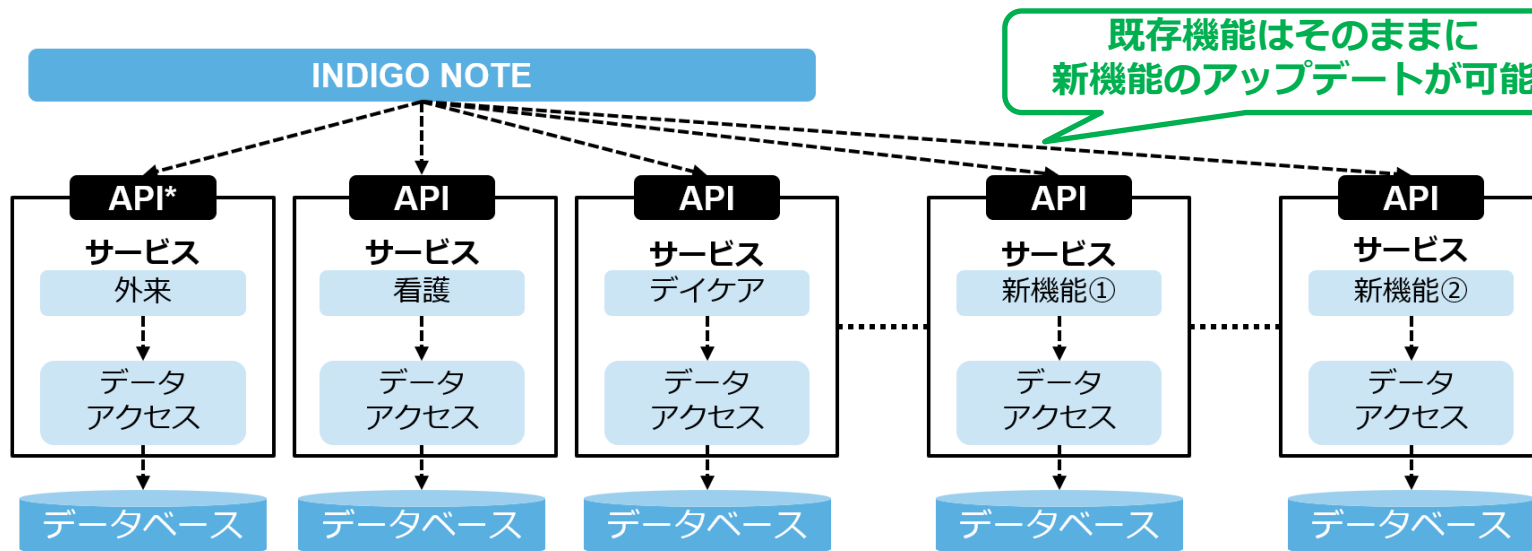 既存機能はそのままに
新機能のアップデートが可能
INDIGO NOTE
API*
サービス
外来
データ
アクセス
データベース
API
サービス
看護
データ
アクセス
データベース
API
サービス
デイケア
データ
アクセス
データベース
API
サービス
新機能①
データ
アクセス
データベース
API
サービス
新機能②
データ
アクセス
データベース